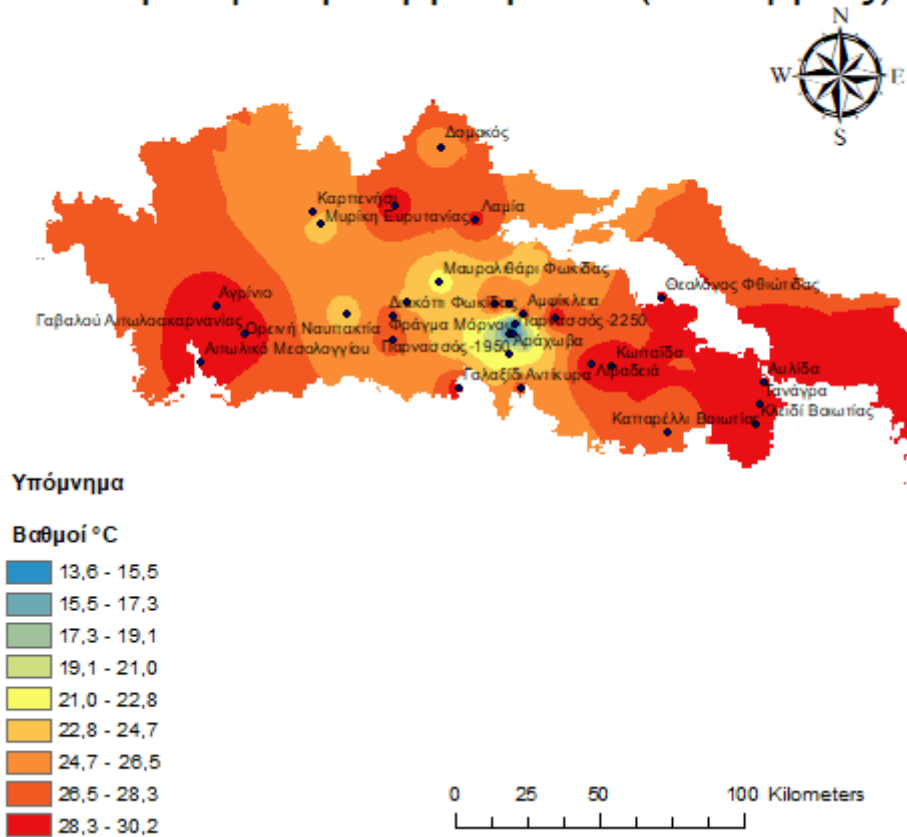 N
W E
S
Δομοκός
Καρπενήσι
Μυρίκη Ευρυτανίας
Λαμία
Μαυρολιθάρι Φωκίδας
Θεολόγος Φθιώτιδας
Αγρίνιο
Διακόπι Φωκίδας
Αμφίκλεια
Γαβαλού Αιτωλοακαρνανίας
Ορεινή Ναυπακτία
Φράγμα Μόρνου
Παρνασσός -2250
Αιτωλικό Μεσολογγίου
Παρνασσός -1950
Αράχωβα
Κωπαΐδα
Γαλαξίδι
Αντίκυρα
Λιβαδειά
Αυλίδα
Τανάγρα
Καπαρέλλι Βοιωτίας
Κλειδί Βοιωτίας
Υπόμνημα
Βαθμοί °C
13,6 - 15,5
15,5 - 17,3
17,3 - 19,1
19,1 - 21,0
21,0 - 22,8
22,8 - 24,7
24,7 - 26,5
26,5 - 28,3
28,3 - 30,2
0 25 50 100 Kilometers